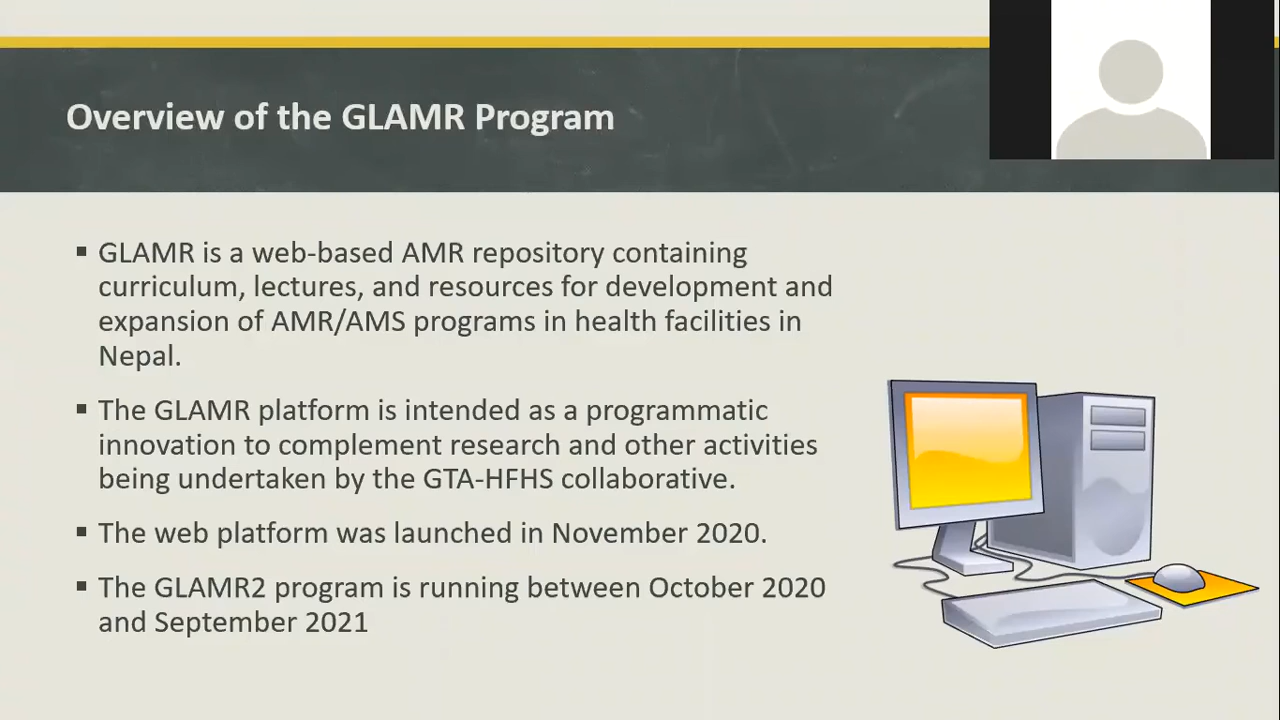 Overview of the GLAMR Program
▪ GLAMR is a web-based AMR repository containing
curriculum, lectures, and resources for development and
expansion of AMR/AMS programs in health facilities in
Nepal.
▪ The GLAMR platform is intended as a programmatic
innovation to complement research and other activities
being undertaken by the GTA-HFHS collaborative.
▪ The web platform was launched in November 2020.
▪ The GLAMR2 program is running between October 2020
and September 2021